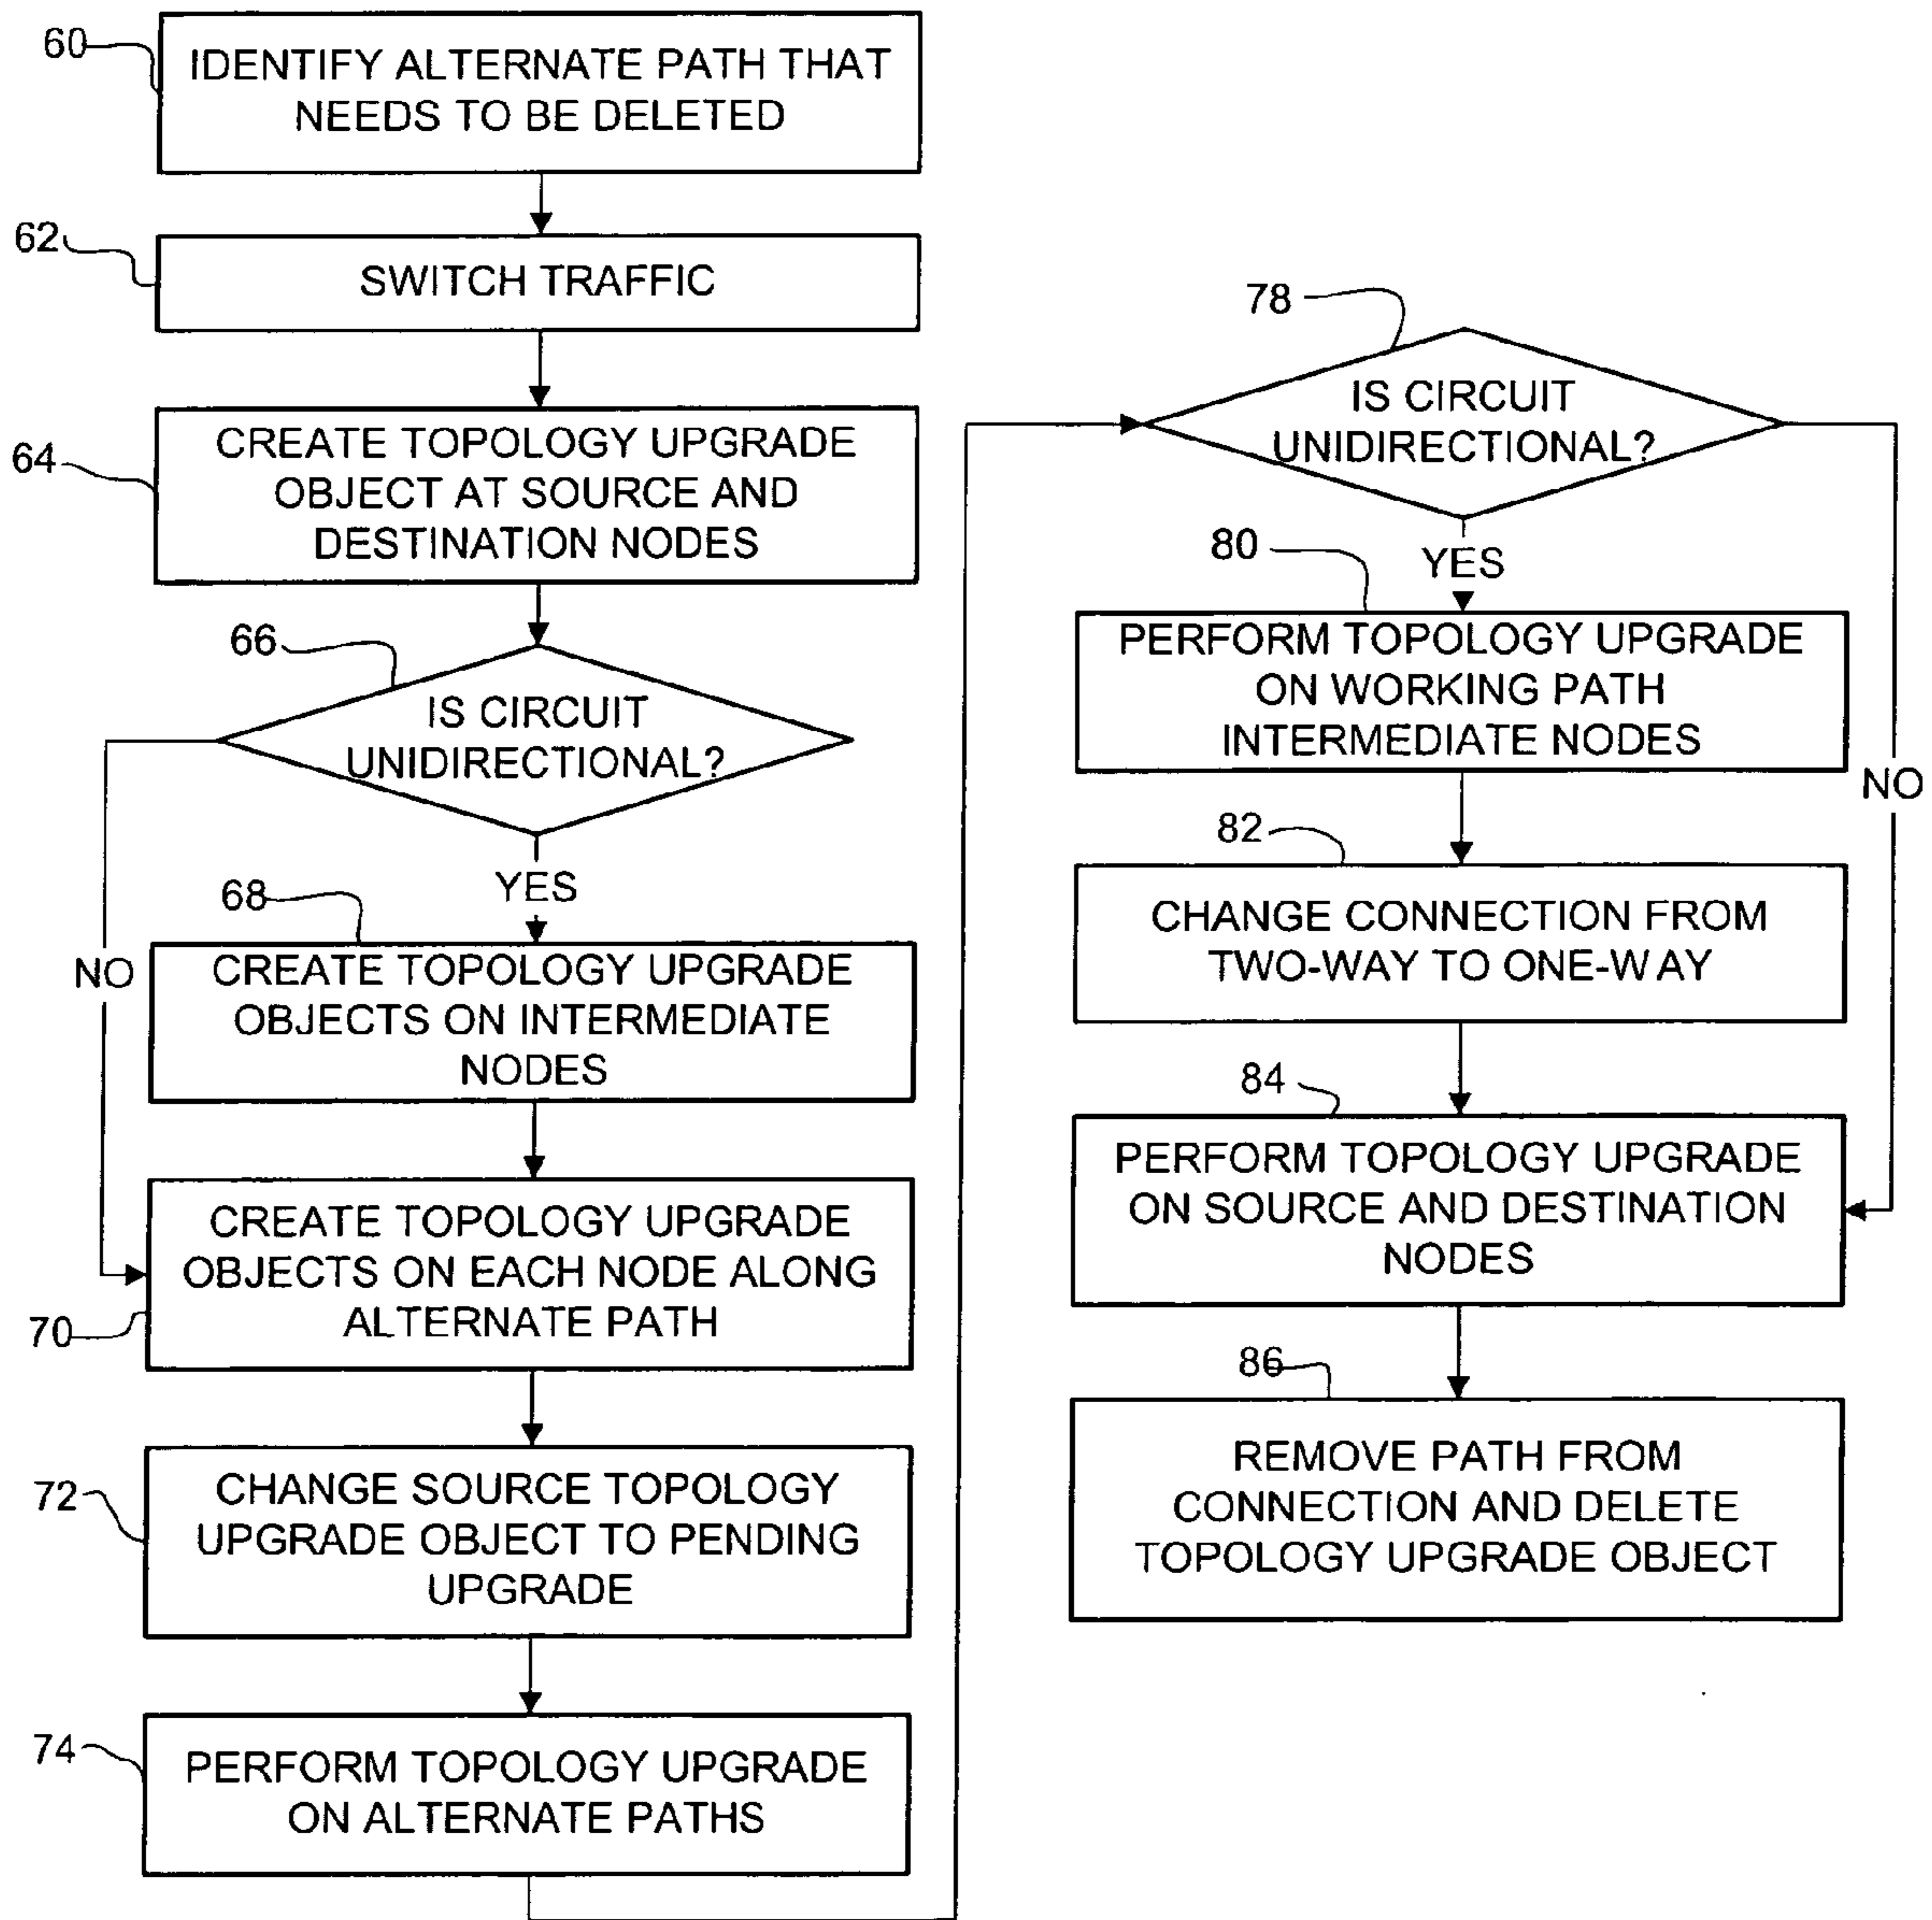 60
IDENTIFY ALTERNATE PATH THAT
NEEDS TO BE DELETED
62
SWITCH TRAFFIC
64
CREATE TOPOLOGY UPGRADE
OBJECT AT SOURCE AND
DESTINATION NODES
66
IS CIRCUIT
UNIDIRECTIONAL?
YES
NO
68
CREATE TOPOLOGY UPGRADE
OBJECTS ON INTERMEDIATE
NODES
70
CREATE TOPOLOGY UPGRADE
OBJECTS ON EACH NODE ALONG
ALTERNATE PATH
72
CHANGE SOURCE TOPOLOGY
UPGRADE OBJECT TO PENDING
UPGRADE
74
PERFORM TOPOLOGY UPGRADE
ON ALTERNATE PATHS
78
IS CIRCUIT
UNIDIRECTIONAL?
YES
NO
80
PERFORM TOPOLOGY UPGRADE
ON WORKING PATH
INTERMEDIATE NODES
82
CHANGE CONNECTION FROM
TWO-WAY TO ONE-WAY
84
PERFORM TOPOLOGY UPGRADE
ON SOURCE AND DESTINATION
NODES
86
REMOVE PATH FROM
CONNECTION AND DELETE
TOPOLOGY UPGRADE OBJECT